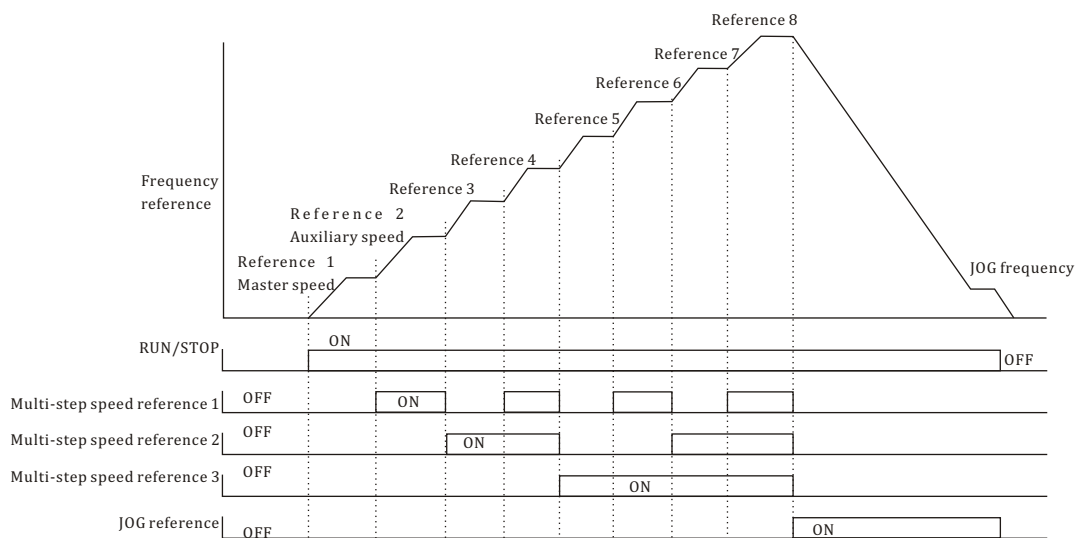 Reference 8
Reference 7
Reference 6
Reference 5
Reference 4
Reference 3
Reference 2
Auxiliary speed
Reference 1
Master speed
Frequency
reference
JOG frequency
RUN/STOP
ON
OFF
Multi-step speed reference 1
OFF
ON
Multi-step speed reference 2
OFF
ON
Multi-step speed reference 3
OFF
ON
JOG reference
OFF
ON